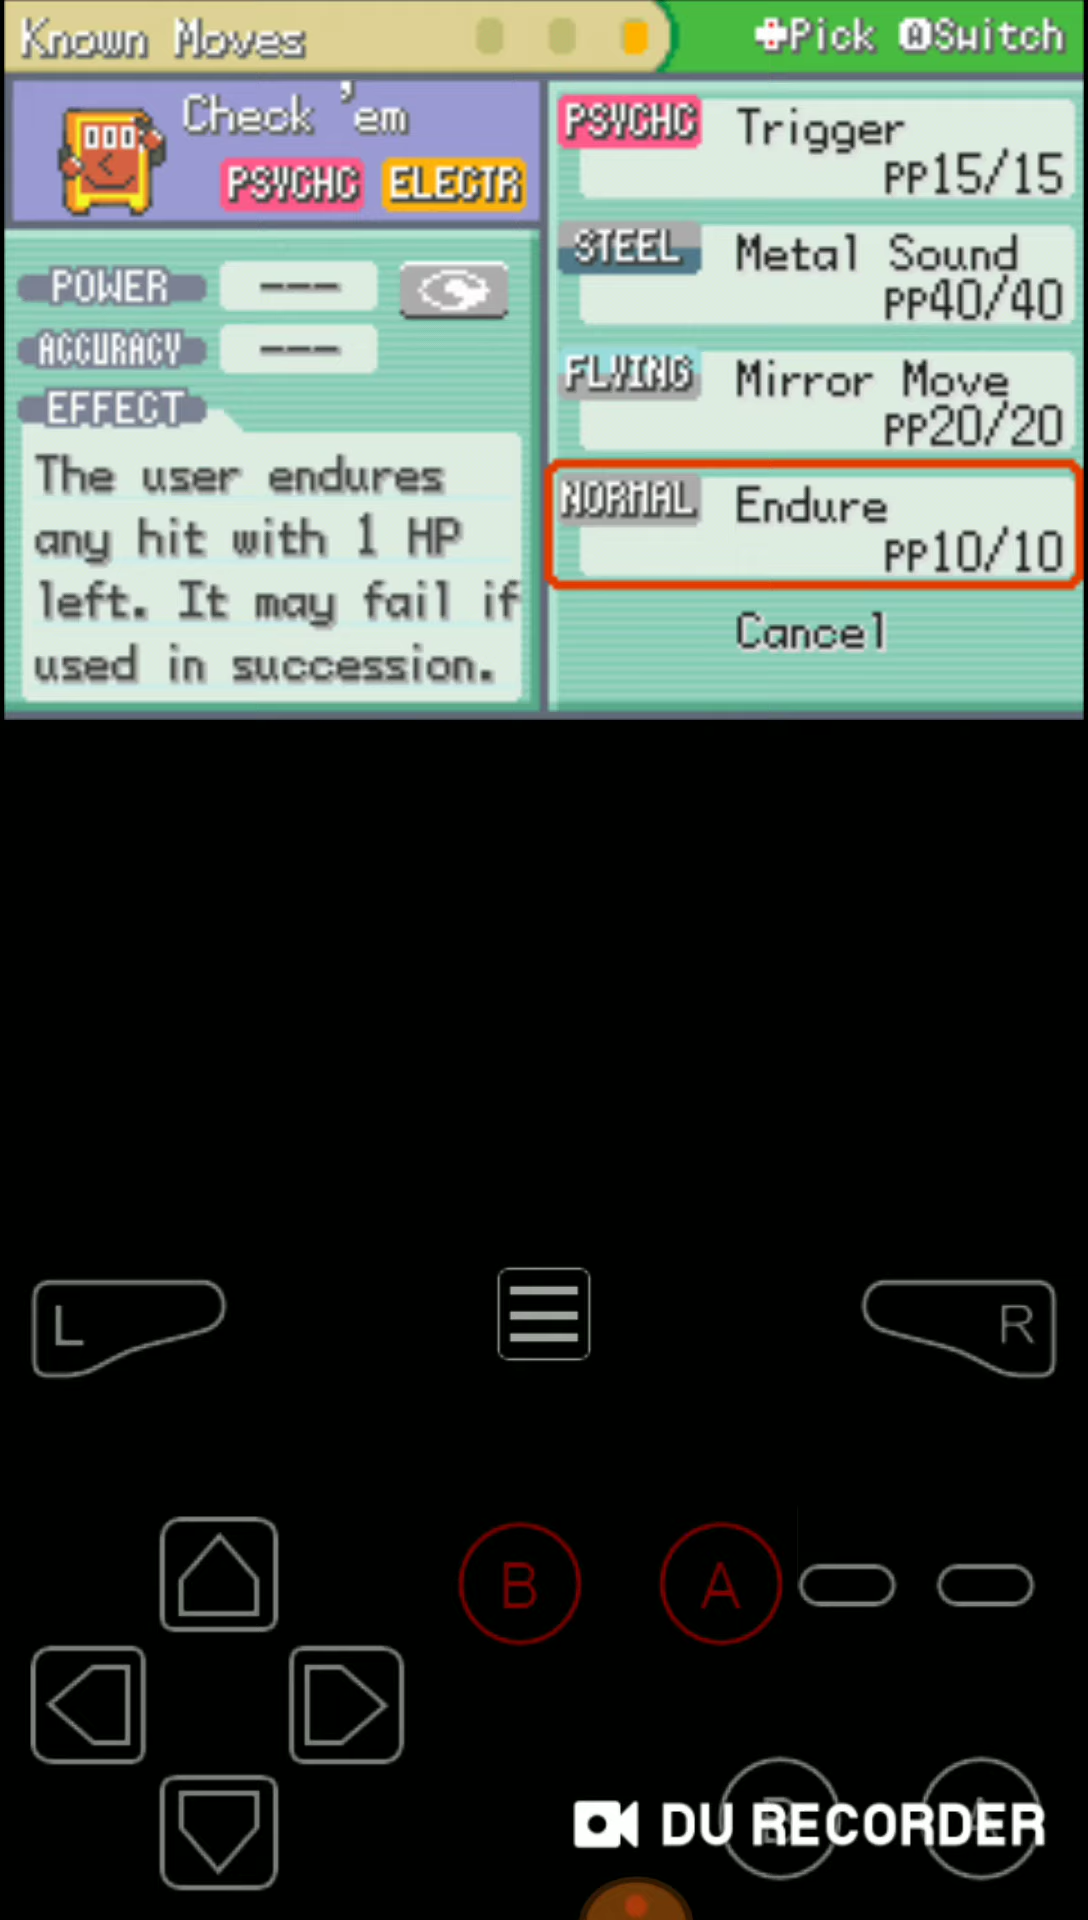 Known Moves
Pick ASwitch
Check 'em
PSYCHC ELECTR
POWER ---
ACCURACY ---
EFFECT
The user endures
any hit with 1 HP
left. It may fail if
used in succession.
PSYCHC Trigger
PP15/15
STEEL Metal Sound
PP40/40
FLYING Mirror Move
PP20/20
NORMAL Endure
PP10/10
Cancel
L
R
B
A
B
A
DU RECORDER